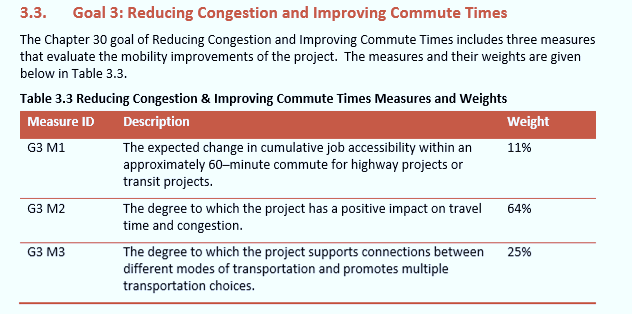 3.3. Goal 3: Reducing Congestion and Improving Commute Times
The Chapter 30 goal of Reducing Congestion and Improving Commute Times includes three measures
that evaluate the mobility improvements of the project. The measures and their weights are given
below in Table 3.3.
Table 3.3 Reducing Congestion & Improving Commute Times Measures and Weights
Measure ID Description Weight
G3 M1 The expected change in cumulative job accessibility within an 11%
approximately 60–minute commute for highway projects or
transit projects.
G3 M2 The degree to which the project has a positive impact on travel 64%
time and congestion.
G3 M3 The degree to which the project supports connections between 25%
different modes of transportation and promotes multiple
transportation choices.